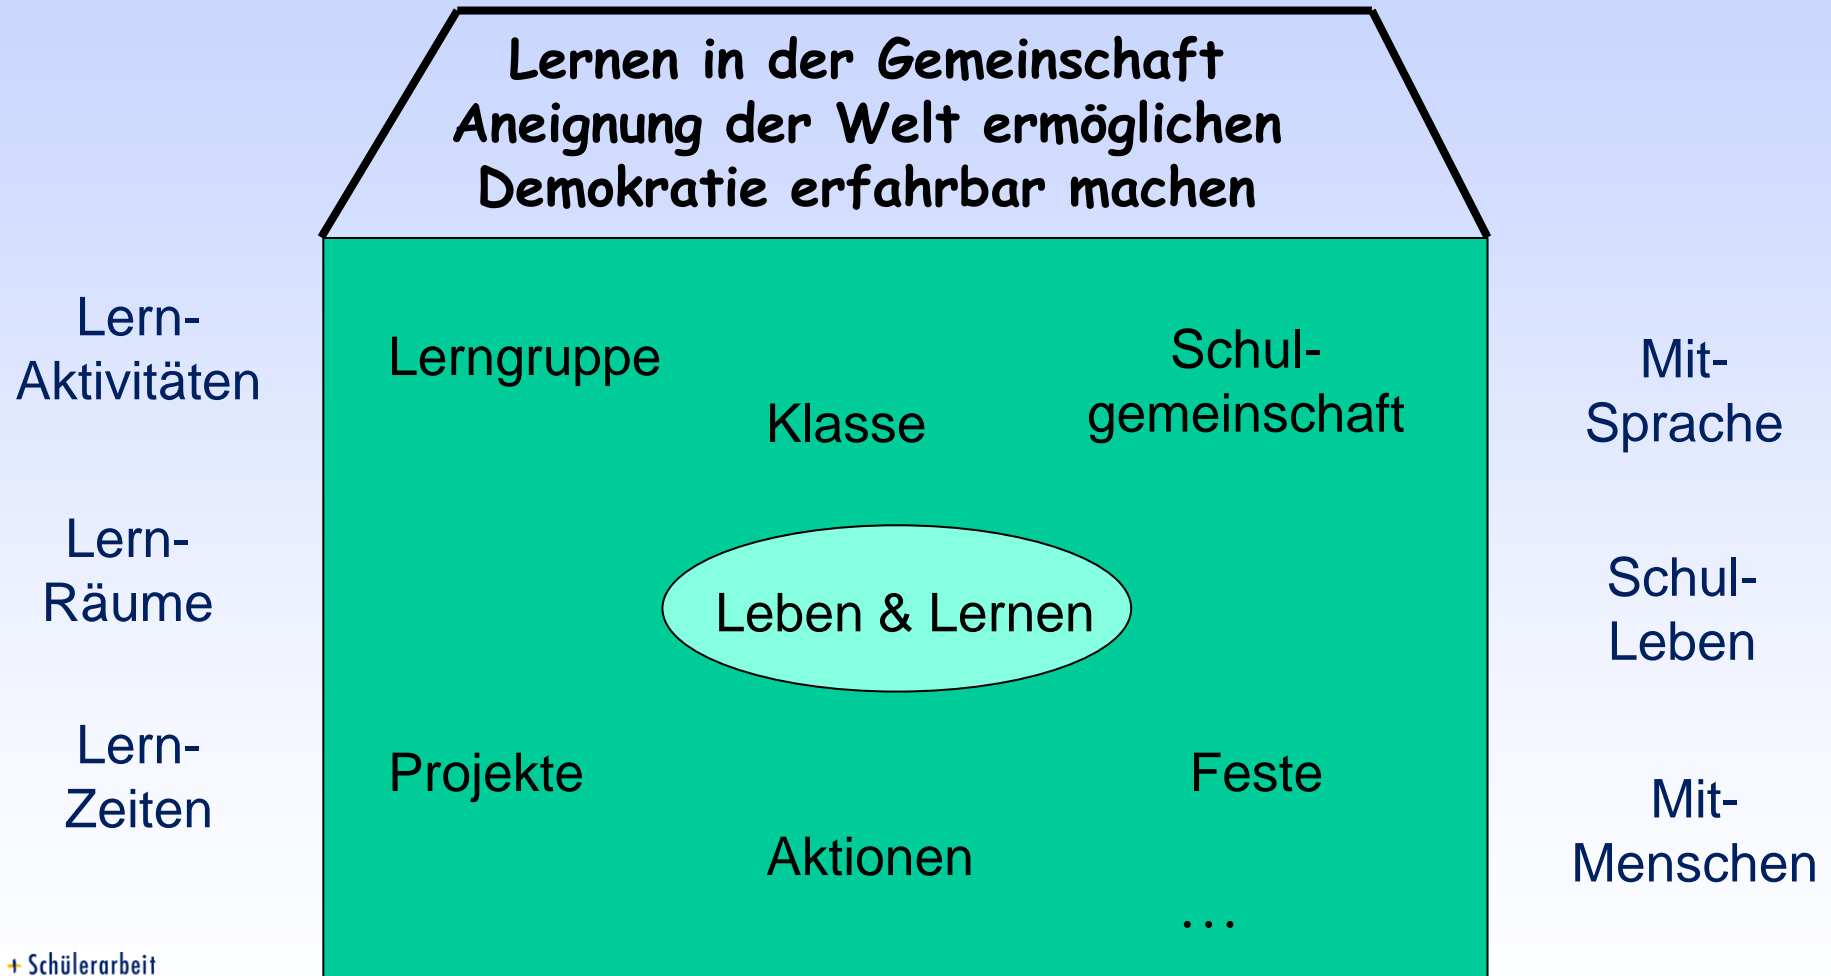 Lernen in der Gemeinschaft
Aneignung der Welt ermöglichen
Demokratie erfahrbar machen
Lern-
Aktivitäten
Lern-
Räume
Lern-
Zeiten
Lerngruppe
Klasse
Schul-
gemeinschaft
Leben & Lernen
Projekte
Aktionen
Feste
...
Mit-
Sprache
Schul-
Leben
Mit-
Menschen
+ Schülerarbeit